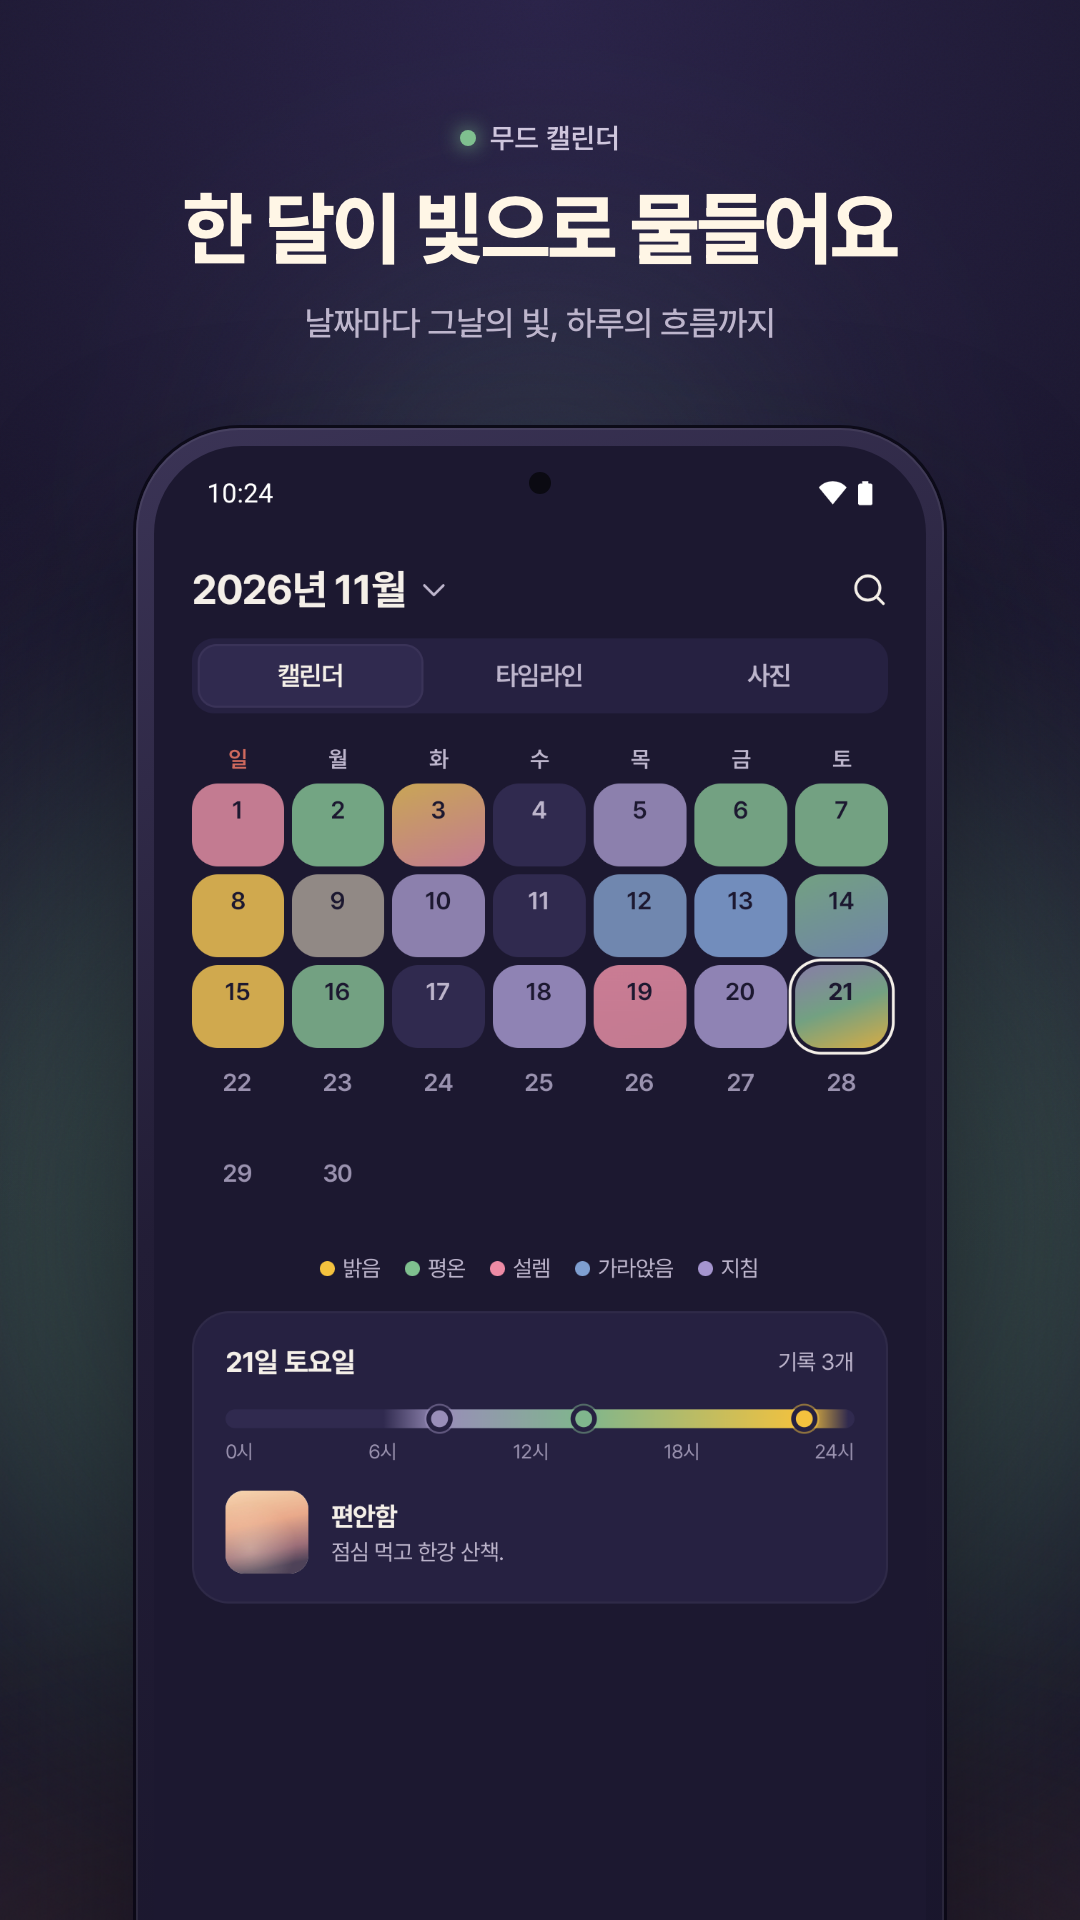 무드 캘린더
한 달이 빛으로 물들어요
날짜마다 그날의 빛, 하루의 흐름까지
10:24
2026년 11월
캘린더 타임라인 사진
일 월 화 수 목 금 토
1 2 3 4 5 6 7
8 9 10 11 12 13 14
15 16 17 18 19 20 21
22 23 24 25 26 27 28
29 30
밝음 평온 설렘 가라앉음 지침
21일 토요일 기록 3개
0시 6시 12시 18시 24시
편안함
점심 먹고 한강 산책.